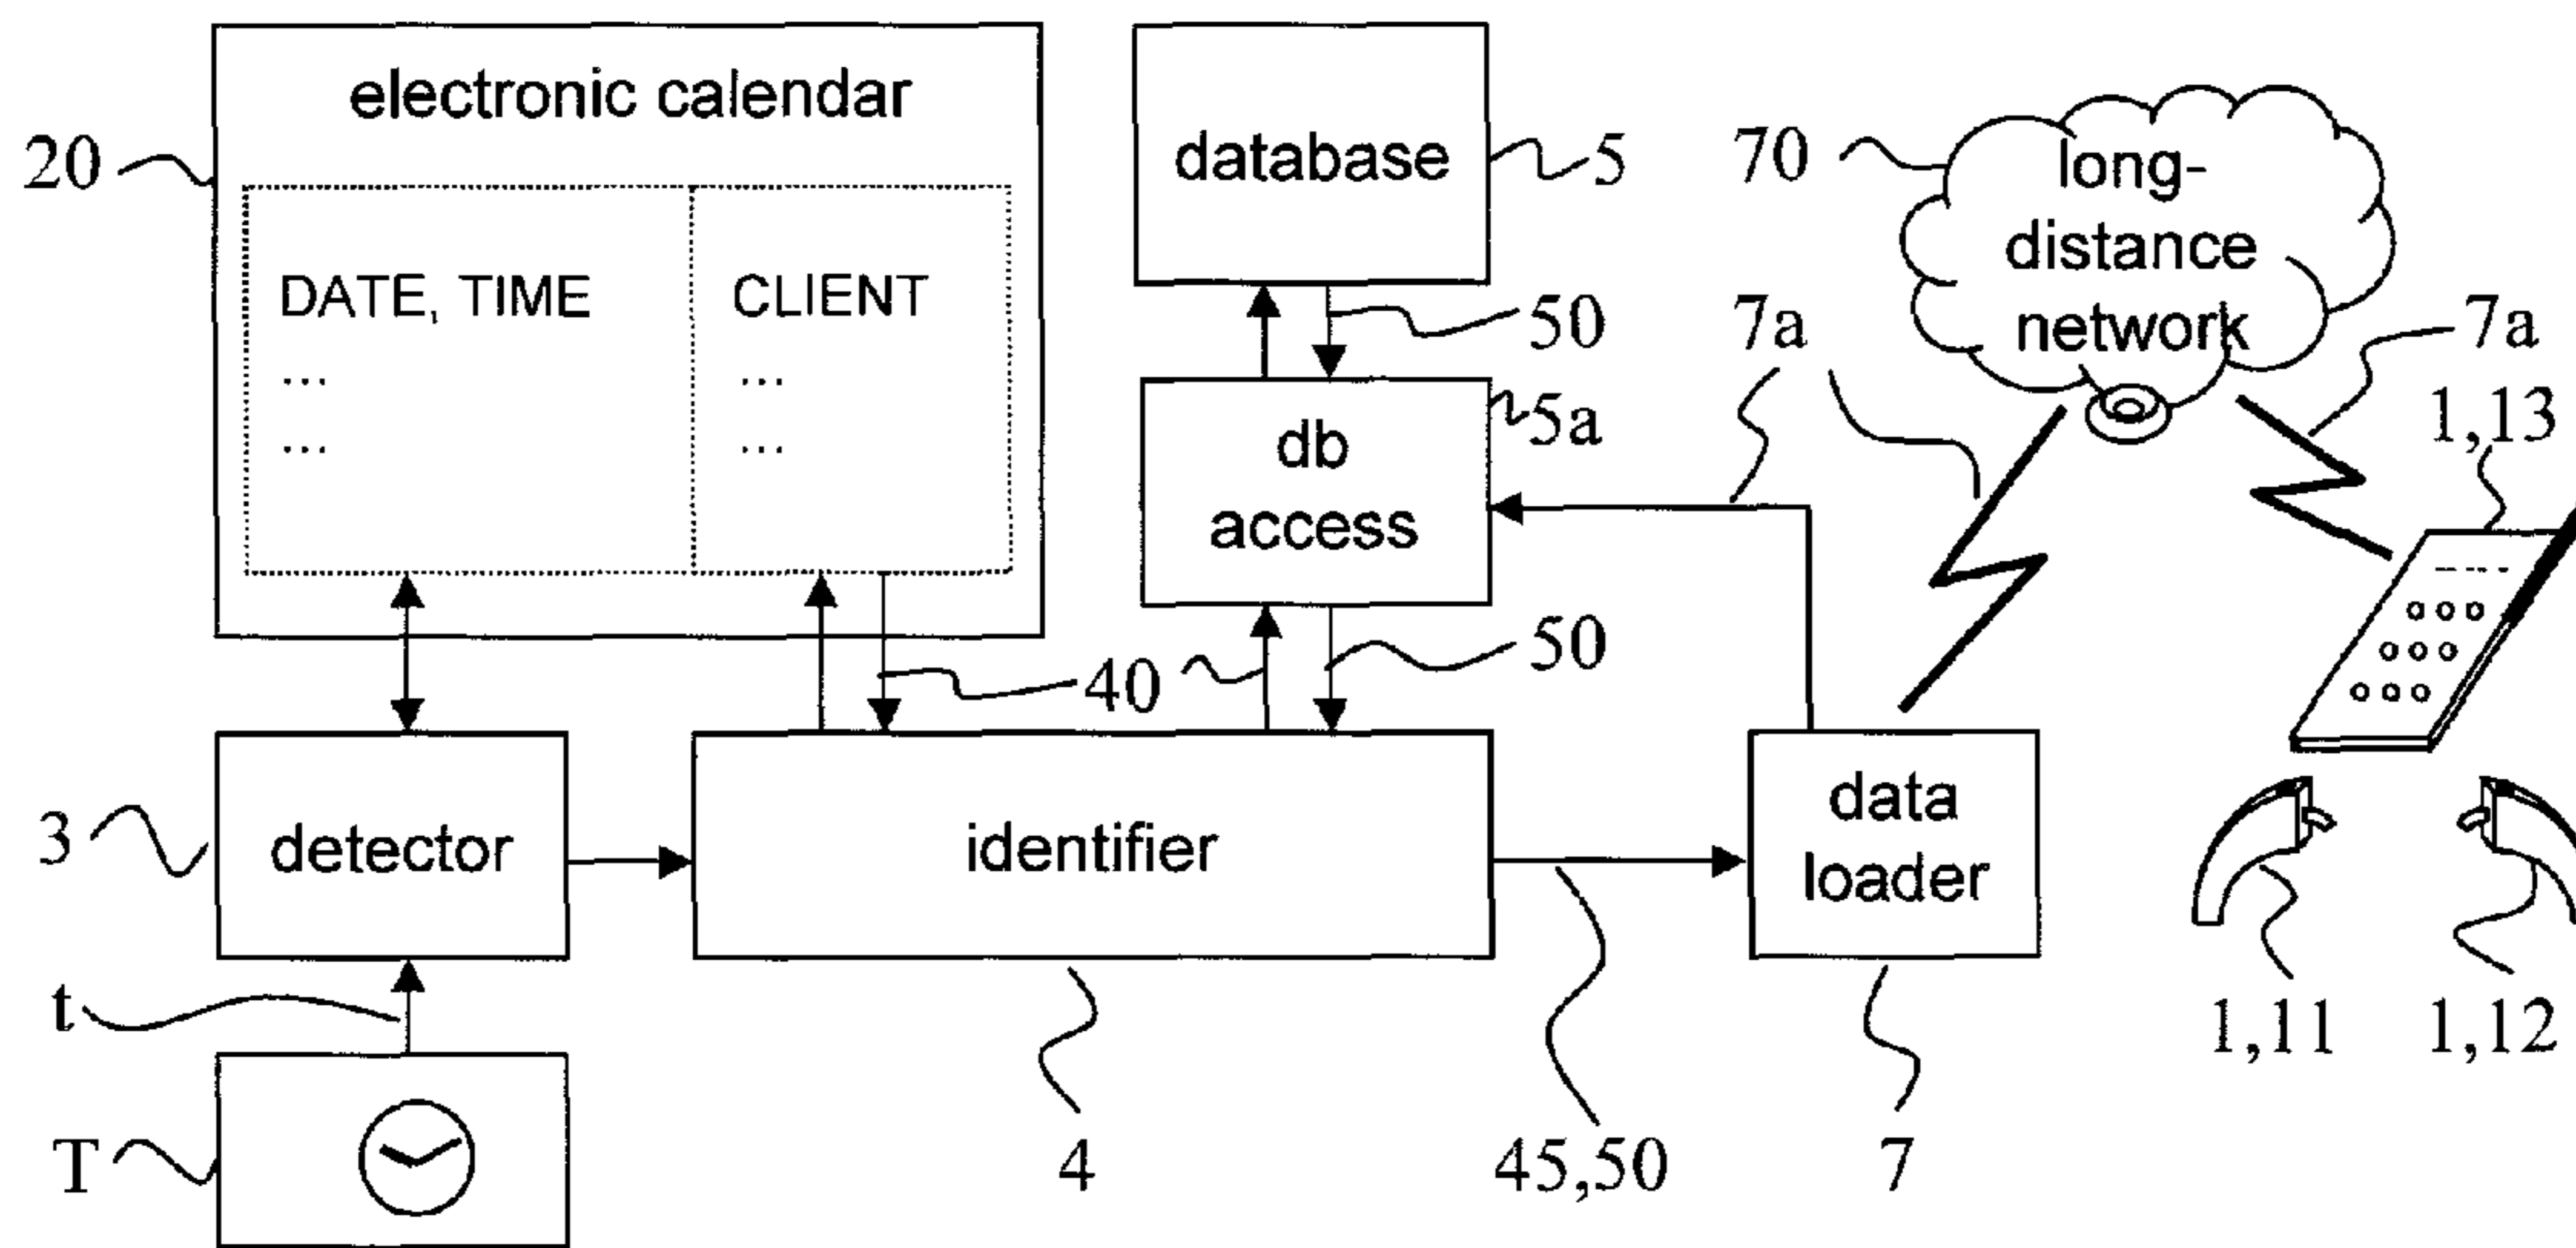 electronic calendar
20
DATE, TIME
CLIENT
...
...
...
...
database
5
50
db
access
5a
50
40
70
long-
distance
network
7a
7a
1,13
3
detector
identifier
data
loader
t
T
4
45,50
7
1,11
1,12